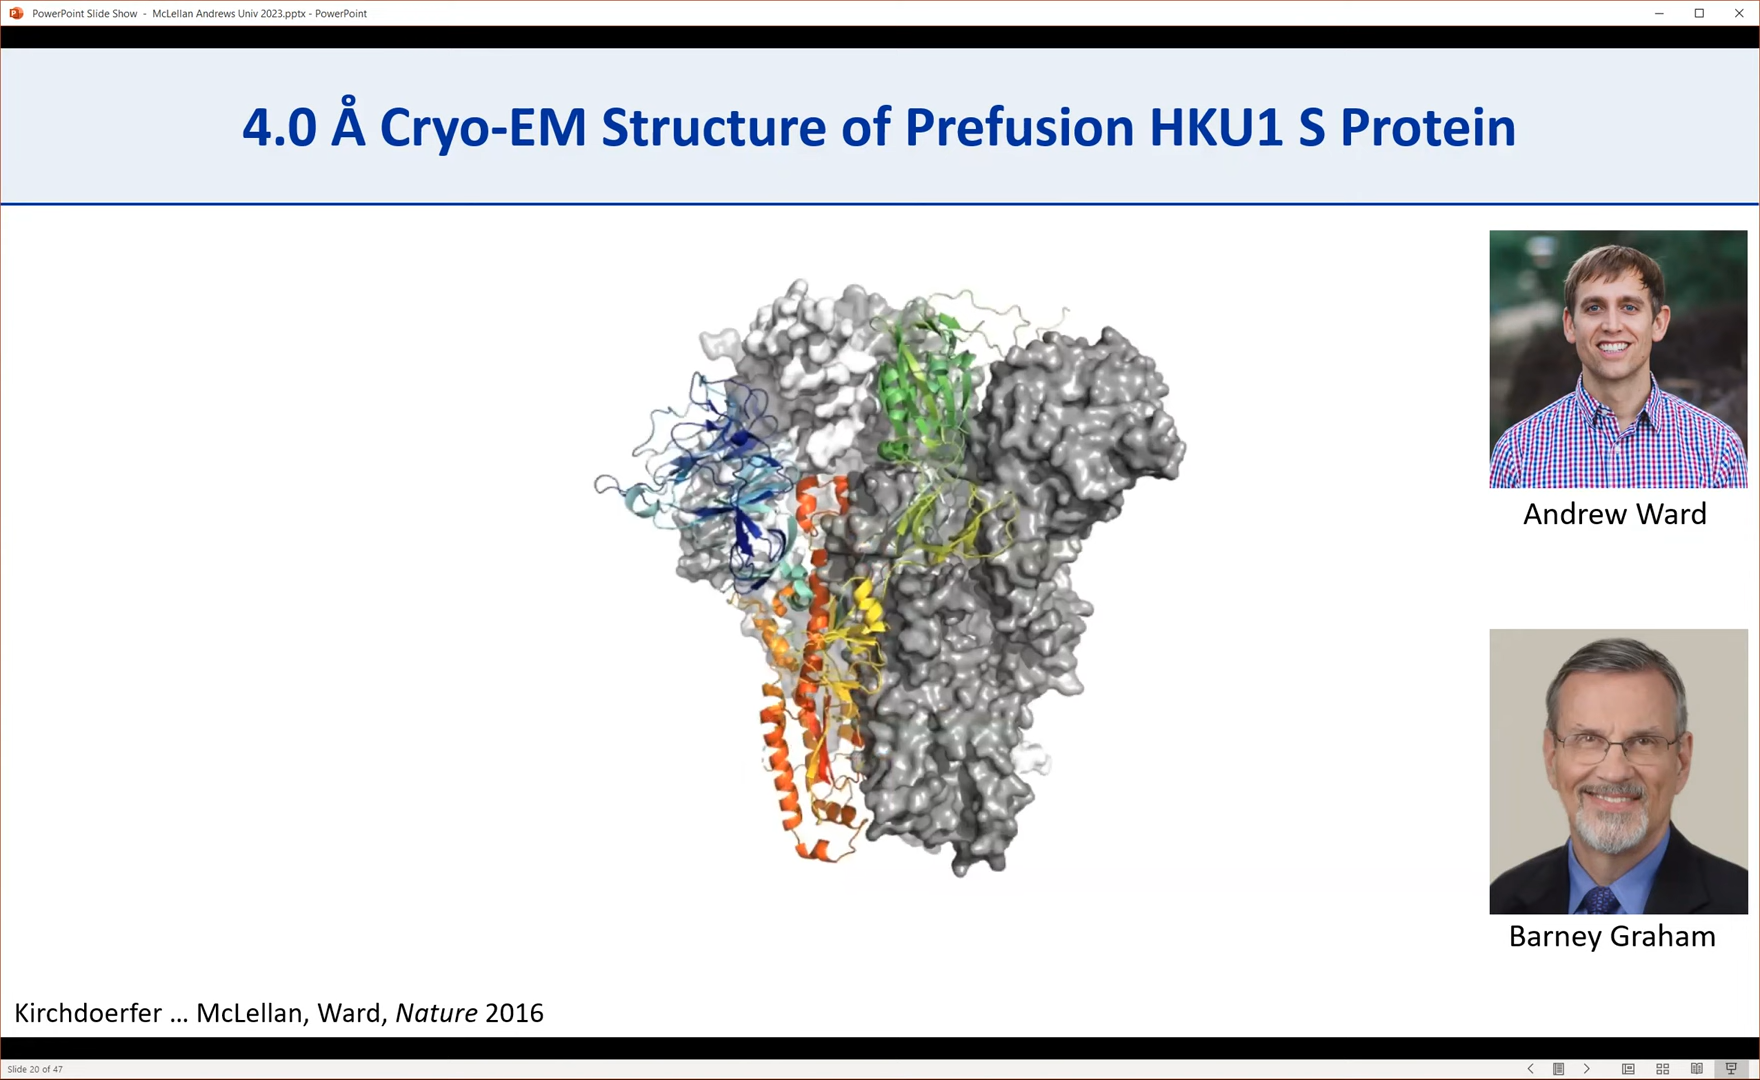 PowerPoint Slide Show - McLellan Andrews Univ 2023.pptx - PowerPoint
4.0 Å Cryo-EM Structure of Prefusion HKU1 S Protein
Andrew Ward
Barney Graham
Kirchdoerfer ... McLellan, Ward, Nature 2016
Slide 20 of 47